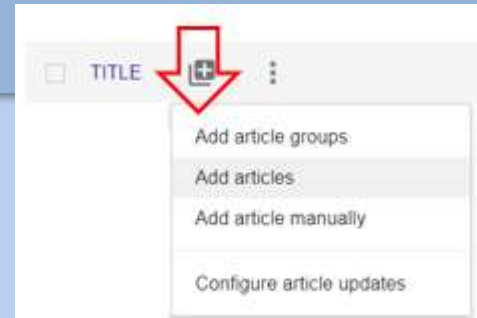 TITLE
Add article groups
Add articles
Add article manually
Configure article updates